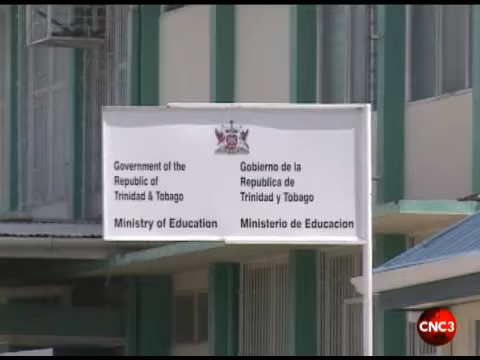 Government of the
Republic of
Trinidad & Tobago
Ministry of Education
Gobierno de la
Republica de
Trinidad y Tobago
Ministerio de Educacion
CNC3